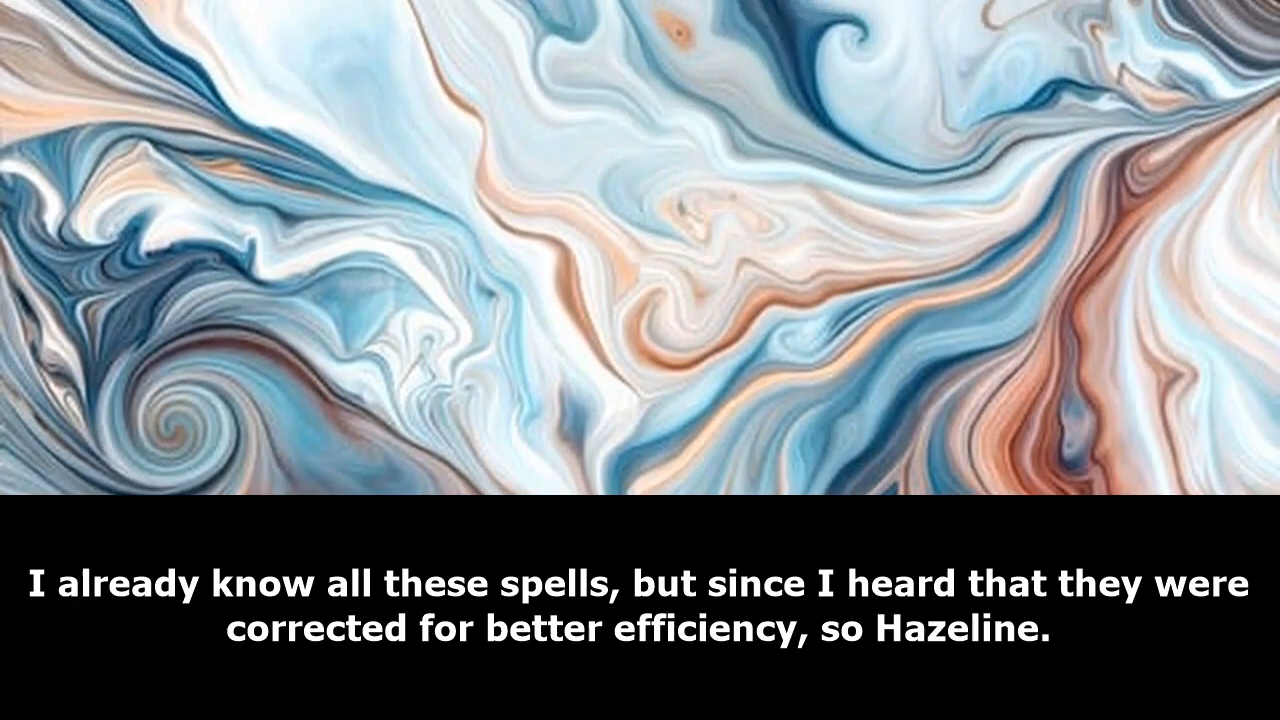 I already know all these spells, but since I heard that they were
corrected for better efficiency, so Hazeline.